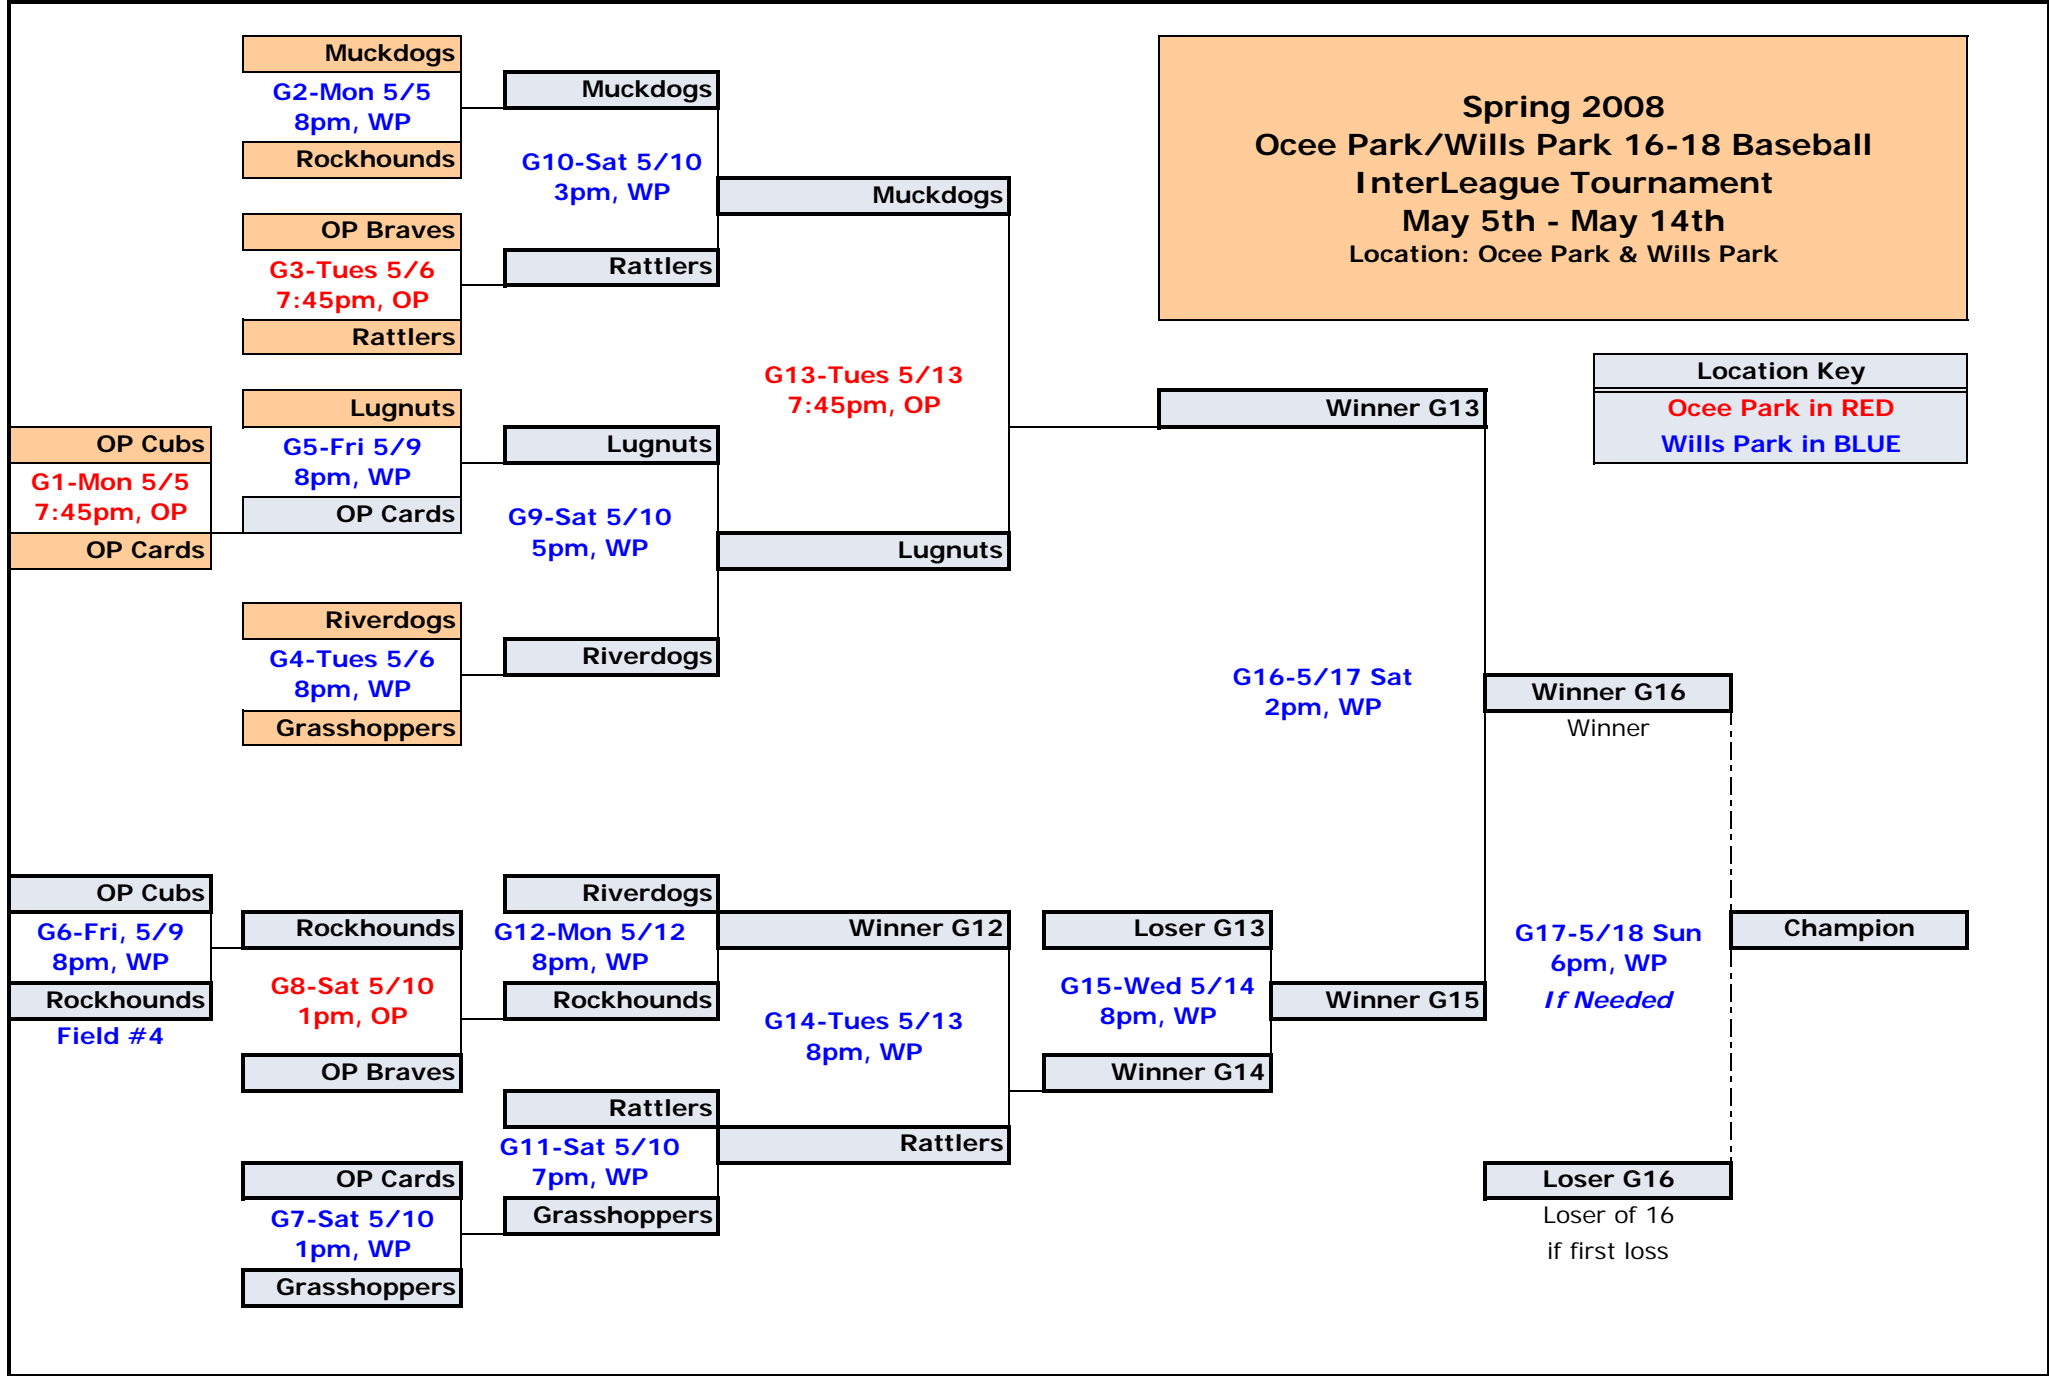 Muckdogs
G2-Mon 5/5
8pm, WP
Rockhounds
OP Braves
G3-Tues 5/6
7:45pm, OP
Rattlers
Lugnuts
G5-Fri 5/9
8pm, WP
OP Cards
OP Cubs
G1-Mon 5/5
7:45pm, OP
OP Cards
Riverdogs
G4-Tues 5/6
8pm, WP
Grasshoppers
Muckdogs
G10-Sat 5/10
3pm, WP
Rattlers
Lugnuts
G9-Sat 5/10
5pm, WP
Riverdogs
Muckdogs
G13-Tues 5/13
7:45pm, OP
Lugnuts
Spring 2008
Ocee Park/Wills Park 16-18 Baseball
InterLeague Tournament
May 5th - May 14th
Location: Ocee Park & Wills Park
Location Key
Ocee Park in RED
Wills Park in BLUE
Winner G13
G16-5/17 Sat
2pm, WP
Winner G16
Winner
OP Cubs
G6-Fri, 5/9
8pm, WP
Rockhounds
Field #4
Rockhounds
G8-Sat 5/10
1pm, OP
OP Braves
OP Cards
G7-Sat 5/10
1pm, WP
Grasshoppers
Riverdogs
G12-Mon 5/12
8pm, WP
Rockhounds
Rattlers
G11-Sat 5/10
7pm, WP
Grasshoppers
Winner G12
G14-Tues 5/13
8pm, WP
Rattlers
Loser G13
G15-Wed 5/14
8pm, WP
Winner G14
Winner G15
G17-5/18 Sun
6pm, WP
If Needed
Champion
Loser G16
Loser of 16
if first loss